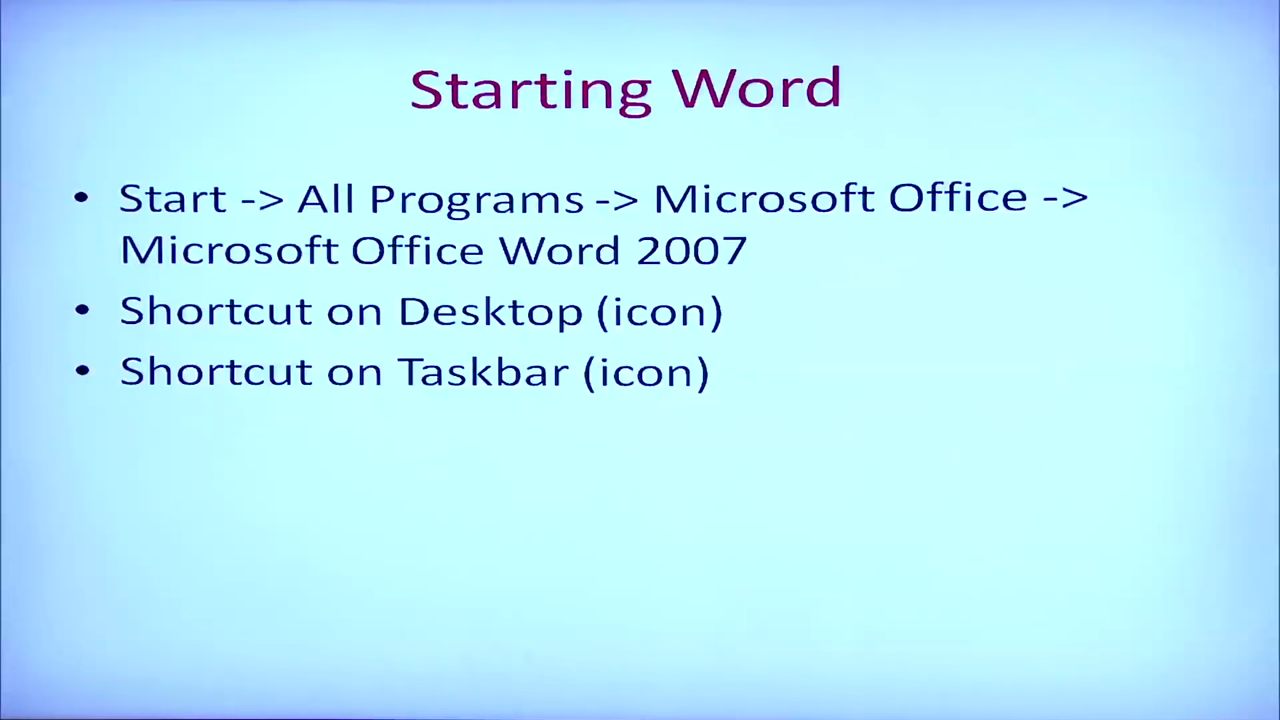 Starting Word
• Start -> All Programs -> Microsoft Office ->
Microsoft Office Word 2007
• Shortcut on Desktop (icon)
• Shortcut on Taskbar (icon)